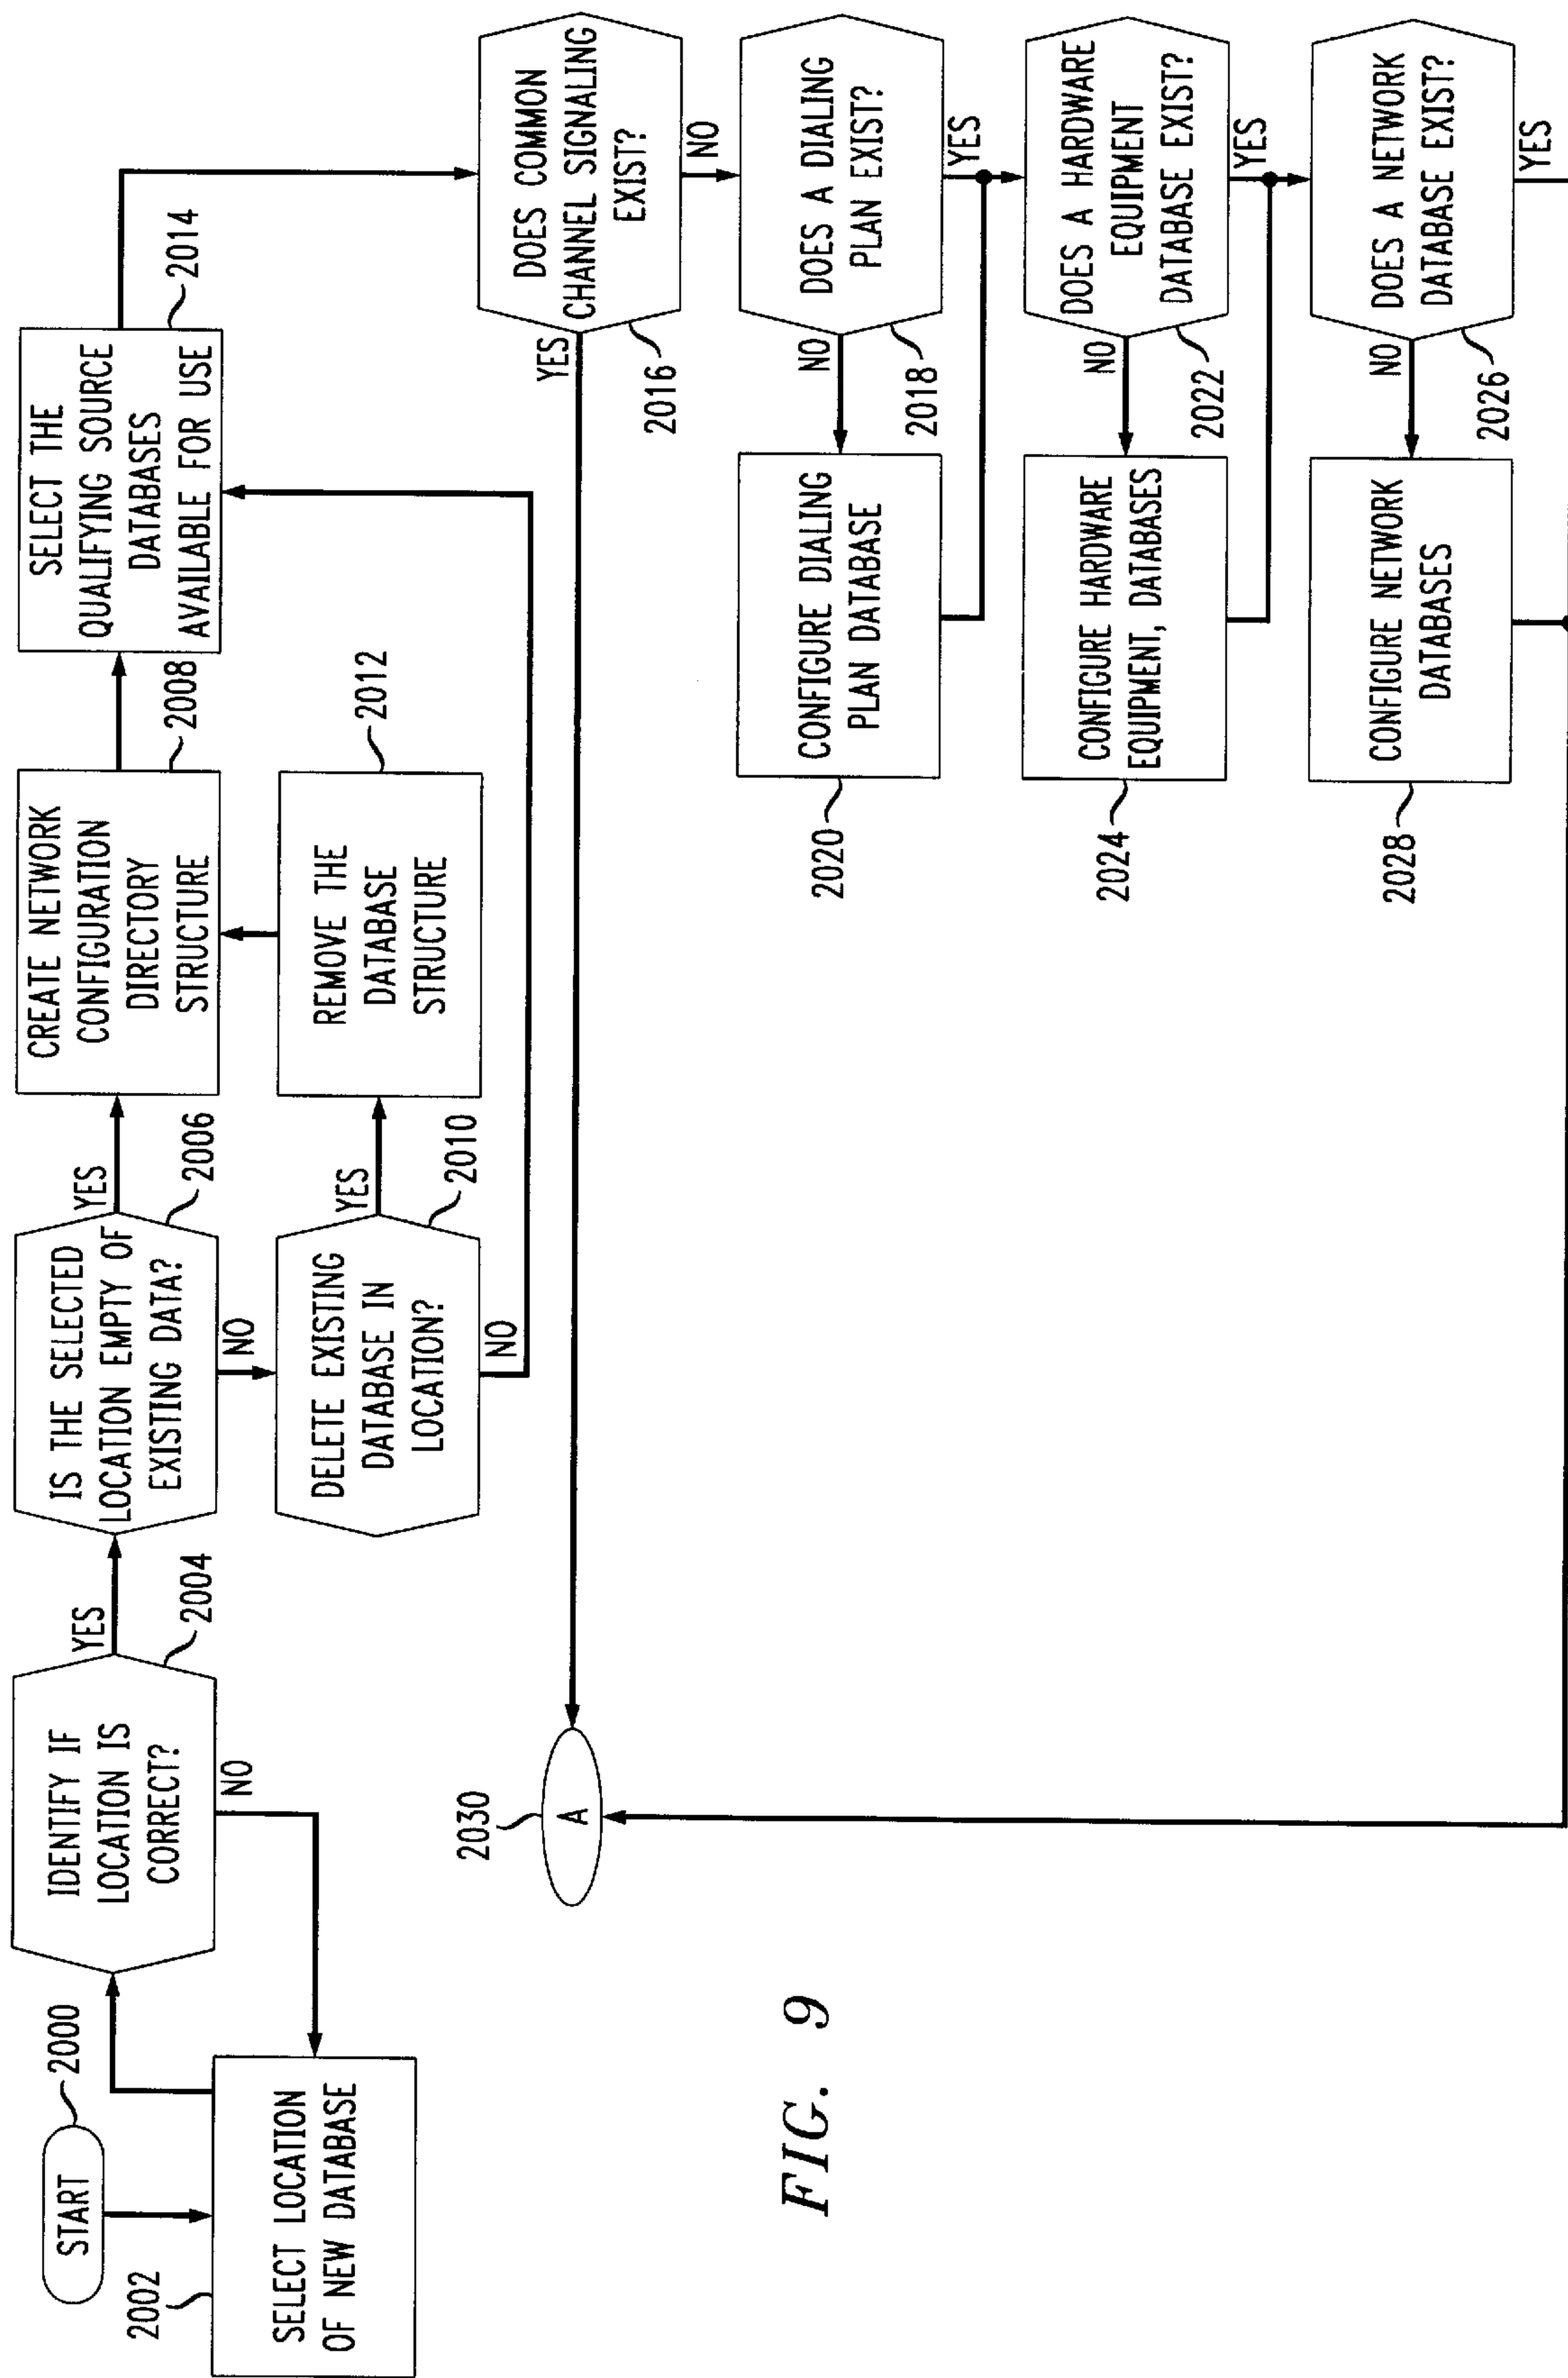 START
2000
2002
SELECT LOCATION
OF NEW DATABASE
IDENTIFY IF
LOCATION IS
CORRECT?
2004
YES
NO
IS THE SELECTED
LOCATION EMPTY OF
EXISTING DATA?
2006
YES
NO
CREATE NETWORK
CONFIGURATION
DIRECTORY
STRUCTURE
2008
DELETE EXISTING
DATABASE IN
LOCATION?
2010
YES
NO
REMOVE THE
DATABASE
STRUCTURE
2012
SELECT THE
QUALIFYING SOURCE
DATABASES
AVAILABLE FOR USE
2014
DOES COMMON
CHANNEL SIGNALING
EXIST?
2016
YES
NO
2030
A
DOES A DIALING
PLAN EXIST?
2018
NO
YES
CONFIGURE DIALING
PLAN DATABASE
2020
DOES A HARDWARE
EQUIPMENT
DATABASE EXIST?
2022
NO
YES
CONFIGURE HARDWARE
EQUIPMENT, DATABASES
2024
DOES A NETWORK
DATABASE EXIST?
2026
NO
YES
CONFIGURE NETWORK
DATABASES
2028
FIG. 9